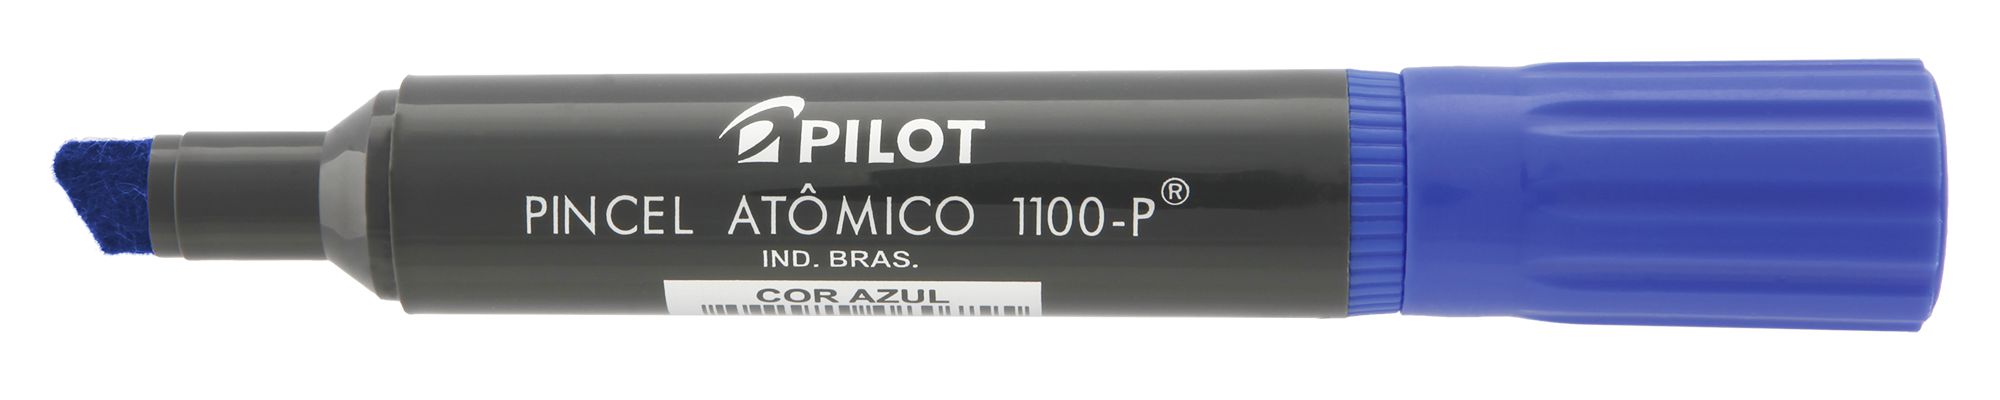 PILOT
PINCEL ATÔMICO 1100-P®
IND. BRAS.
COR AZUL